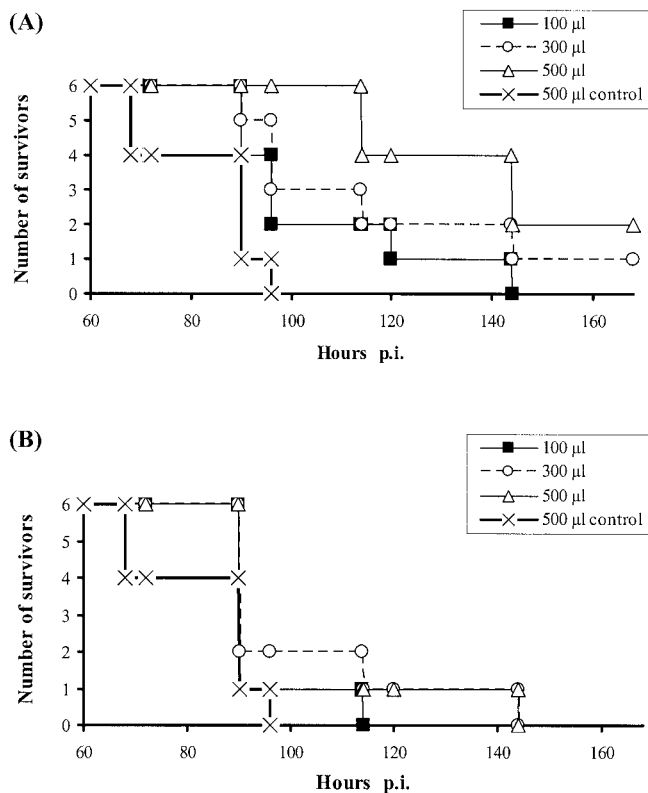 (A)
100 µl
300 µl
500 µl
500 µl control
Number of survivors
6
5
4
3
2
1
0
60
80
100
120
140
160
Hours p.i.
(B)
100 µl
300 µl
500 µl
500 µl control
Number of survivors
6
5
4
3
2
1
0
60
80
100
120
140
160
Hours p.i.